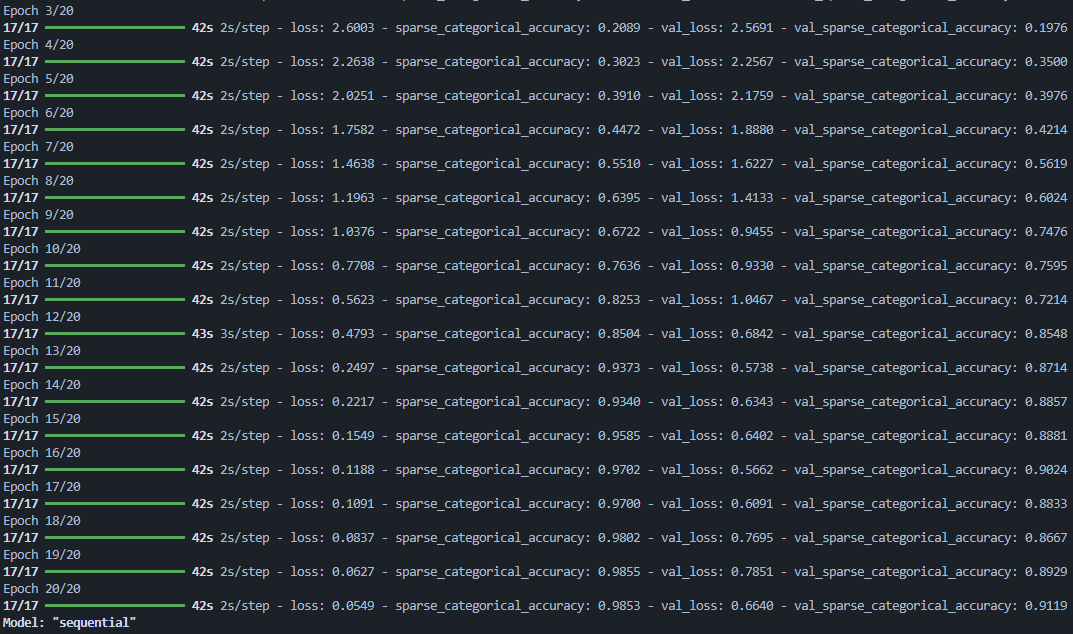 Epoch 3/20
17/17 42s 2s/step - loss: 2.6003 - sparse_categorical_accuracy: 0.2089 - val_loss: 2.5691 - val_sparse_categorical_accuracy: 0.1976
Epoch 4/20
17/17 42s 2s/step - loss: 2.2638 - sparse_categorical_accuracy: 0.3023 - val_loss: 2.2567 - val_sparse_categorical_accuracy: 0.3500
Epoch 5/20
17/17 42s 2s/step - loss: 2.0251 - sparse_categorical_accuracy: 0.3910 - val_loss: 2.1759 - val_sparse_categorical_accuracy: 0.3976
Epoch 6/20
17/17 42s 2s/step - loss: 1.7582 - sparse_categorical_accuracy: 0.4472 - val_loss: 1.8880 - val_sparse_categorical_accuracy: 0.4214
Epoch 7/20
17/17 42s 2s/step - loss: 1.4638 - sparse_categorical_accuracy: 0.5510 - val_loss: 1.6227 - val_sparse_categorical_accuracy: 0.5619
Epoch 8/20
17/17 42s 2s/step - loss: 1.1963 - sparse_categorical_accuracy: 0.6395 - val_loss: 1.4133 - val_sparse_categorical_accuracy: 0.6024
Epoch 9/20
17/17 42s 2s/step - loss: 1.0376 - sparse_categorical_accuracy: 0.6722 - val_loss: 0.9455 - val_sparse_categorical_accuracy: 0.7476
Epoch 10/20
17/17 42s 2s/step - loss: 0.7708 - sparse_categorical_accuracy: 0.7636 - val_loss: 0.9330 - val_sparse_categorical_accuracy: 0.7595
Epoch 11/20
17/17 42s 2s/step - loss: 0.5623 - sparse_categorical_accuracy: 0.8253 - val_loss: 1.0467 - val_sparse_categorical_accuracy: 0.7214
Epoch 12/20
17/17 43s 3s/step - loss: 0.4793 - sparse_categorical_accuracy: 0.8504 - val_loss: 0.6842 - val_sparse_categorical_accuracy: 0.8548
Epoch 13/20
17/17 42s 2s/step - loss: 0.2497 - sparse_categorical_accuracy: 0.9373 - val_loss: 0.5738 - val_sparse_categorical_accuracy: 0.8714
Epoch 14/20
17/17 42s 2s/step - loss: 0.2217 - sparse_categorical_accuracy: 0.9340 - val_loss: 0.6343 - val_sparse_categorical_accuracy: 0.8857
Epoch 15/20
17/17 42s 2s/step - loss: 0.1549 - sparse_categorical_accuracy: 0.9585 - val_loss: 0.6402 - val_sparse_categorical_accuracy: 0.8881
Epoch 16/20
17/17 42s 2s/step - loss: 0.1188 - sparse_categorical_accuracy: 0.9702 - val_loss: 0.5662 - val_sparse_categorical_accuracy: 0.9024
Epoch 17/20
17/17 42s 2s/step - loss: 0.1091 - sparse_categorical_accuracy: 0.9700 - val_loss: 0.6091 - val_sparse_categorical_accuracy: 0.8833
Epoch 18/20
17/17 42s 2s/step - loss: 0.0837 - sparse_categorical_accuracy: 0.9802 - val_loss: 0.7695 - val_sparse_categorical_accuracy: 0.8667
Epoch 19/20
17/17 42s 2s/step - loss: 0.0627 - sparse_categorical_accuracy: 0.9855 - val_loss: 0.7851 - val_sparse_categorical_accuracy: 0.8929
Epoch 20/20
17/17 42s 2s/step - loss: 0.0549 - sparse_categorical_accuracy: 0.9853 - val_loss: 0.6640 - val_sparse_categorical_accuracy: 0.9119
Model: "sequential"